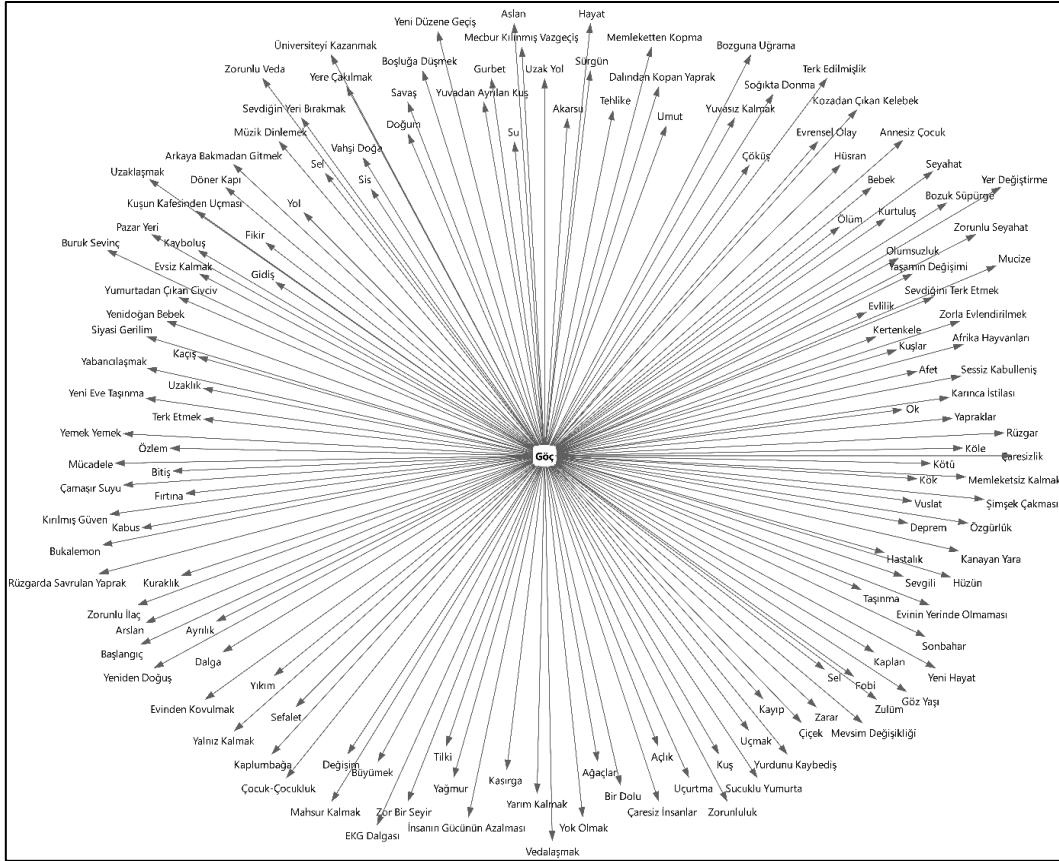 Aslan
Hayat
Yeni Düzene Geçiş
Mecbur Kılınmış Vazgeçiş
Memleketten Kopma
Üniversiteyi Kazanmak
Bozguna Uğrama
Boşluğa Düşmek
Gurbet
Uzak Yol
Sürgün
Zorunlu Veda
Yere Çakılmak
Dalından Kopan Yaprak
Terk Edilmişlik
Soğıkta Donma
Savaş
Yuvadan Ayrılan Kuş
Tehlike
Kozadan Çıkan Kelebek
Sevdiğin Yeri Bırakmak
Akarsu
Yuvasız Kalmak
Umut
Doğum
Müzik Dinlemek
Su
Evrensel Olay
Annesiz Çocuk
Vahşi Doğa
Arkaya Bakmadan Gitmek
Sel
Çöküş
Hüsran
Seyahat
Uzaklaşmak
Döner Kapı
Sis
Bebek
Yer Değiştirme
Kuşun Kafesinden Uçması
Yol
Bozuk Süpürge
Ölüm
Kurtuluş
Pazar Yeri
Fikir
Zorunlu Seyahat
Buruk Sevinç
Kayboluş
Olumsuzluk
Mucize
Evsiz Kalmak
Gidiş
Yaşamın Değişimi
Yumurtadan Çıkan Civciv
Sevdiğini Terk Etmek
Evlilik
Yenidoğan Bebek
Zorla Evlendirilmek
Siyasi Gerilim
Kertenkele
Afrika Hayvanları
Kaçış
Kuşlar
Yabancılaşmak
Afet
Sessiz Kabulleniş
Uzaklık
Yeni Eve Taşınma
Karınca İstilası
Ok
Terk Etmek
Yapraklar
Yemek Yemek
Rüzgar
Özlem
Göç
Köle
Çaresizlik
Mücadele
Bitiş
Kötü
Çamaşır Suyu
Kök
Memleketsiz Kalmak
Fırtına
Vuslat
Şimşek Çakması
Kırılmış Güven
Kabus
Deprem
Özgürlük
Bukalemon
Hastalık
Kanayan Yara
Rüzgarda Savrulan Yaprak
Kuraklık
Sevgili
Hüzün
Taşınma
Zorunlu İlaç
Evinin Yerinde Olmaması
Arslan
Ayrılık
Başlangıç
Sonbahar
Dalga
Kaplan
Yeniden Doğuş
Yeni Hayat
Yıkım
Sel
Fobi
Göz Yaşı
Evinden Kovulmak
Sefalet
Kayıp
Zarar
Zulüm
Çiçek
Mevsim Değişikliği
Yalnız Kalmak
Uçmak
Tilki
Açlık
Kaplumbağa
Değişim
Büyümek
Ağaçlar
Kuş
Yurdunu Kaybediş
Çocuk-Çocukluk
Yağmur
Kasırga
Uçurtma
Sucuklu Yumurta
Yarım Kalmak
Bir Dolu
Mahsur Kalmak
Zor Bir Seyir
Çaresiz İnsanlar
Zorunluluk
İnsanın Gücünün Azalması
Yok Olmak
EKG Dalgası
Vedalaşmak